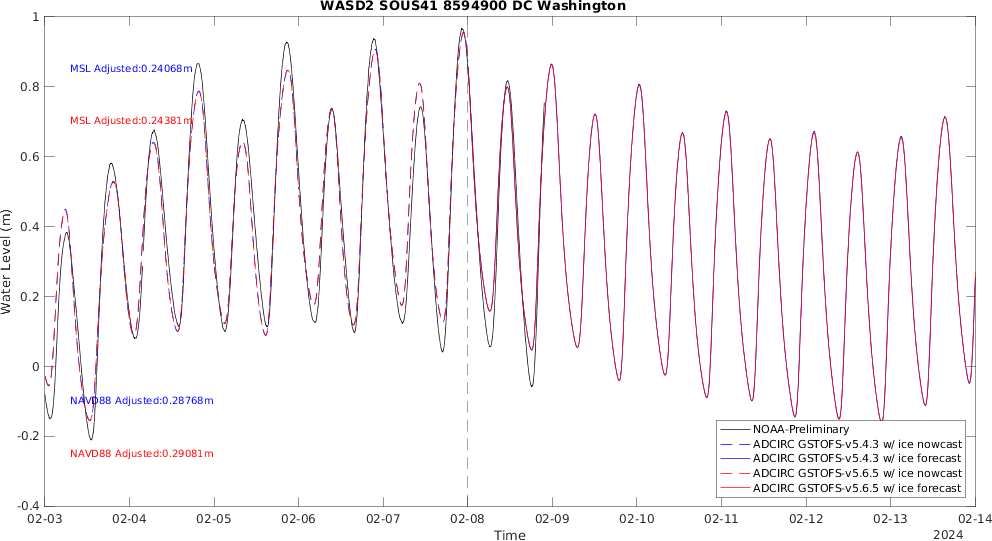 WASD2 SOUS41 8594900 DC Washington
1
0.8
0.6
0.4
0.2
0
-0.2
-0.4
Water Level (m)
MSL Adjusted:0.24068m
MSL Adjusted:0.24381m
NAVD88 Adjusted:0.28768m
NAVD88 Adjusted:0.29081m
NOAA-Preliminary
ADCIRC GSTOFS-v5.4.3 w/ ice nowcast
ADCIRC GSTOFS-v5.4.3 w/ ice forecast
ADCIRC GSTOFS-v5.6.5 w/ ice nowcast
ADCIRC GSTOFS-v5.6.5 w/ ice forecast
02-03 02-04 02-05 02-06 02-07 02-08 02-09 02-10 02-11 02-12 02-13 02-14
Time
2024